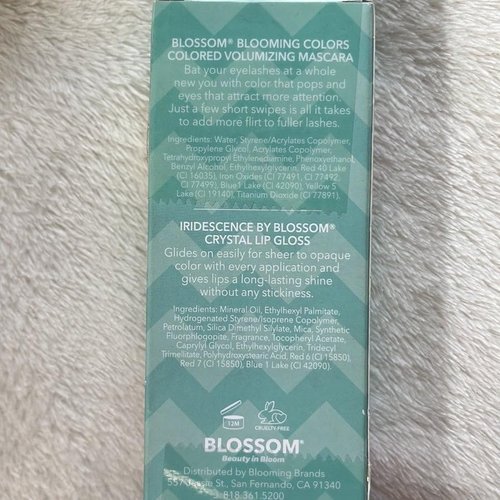 BLOSSOM® BLOOMING COLORS
COLORED VOLUMIZING MASCARA
Bat your eyelashes at a whole
new you with color that pops and
eyes that attract more attention.
Just a few short swipes is all it takes
to add more flirt to fuller lashes.
Ingredients: Water, Styrene/Acrylates Copolymer,
Propylene Glycol, Acrylates Copolymer,
Tetrahydroxypropyl Ethylenediamine, Phenoxyethanol,
Benzyl Alcohol, Ethylhexylglycerin, Red 40 Lake
(CI 16035), Iron Oxides (CI 77491, CI 77492,
CI 77499), Blue 1 Lake (CI 42090), Yellow 5
Lake (CI 19140), Titanium Dioxide (CI 77891).
IRIDESCENCE BY BLOSSOM®
CRYSTAL LIP GLOSS
Glides on easily for sheer to opaque
color with every application and
gives lips a long-lasting shine
without any stickiness.
Ingredients: Mineral Oil, Ethylhexyl Palmitate,
Hydrogenated Styrene/Isoprene Copolymer,
Petrolatum, Silica Dimethyl Silylate, Mica, Synthetic
Fluorphlogopite, Fragrance, Tocopheryl Acetate,
Caprylyl Glycol, Ethylhexylglycerin, Tridecyl
Trimellitate, Polyhydroxystearic Acid, Red 6 (CI 15850),
Red 7 (CI 15850), Blue 1 Lake (CI 42090).
12M
CRUELTY-FREE
BLOSSOM®
Beauty in Bloom
Distributed by Blooming Brands
557 Jessie St., San Fernando, CA 91340
818.361.5200